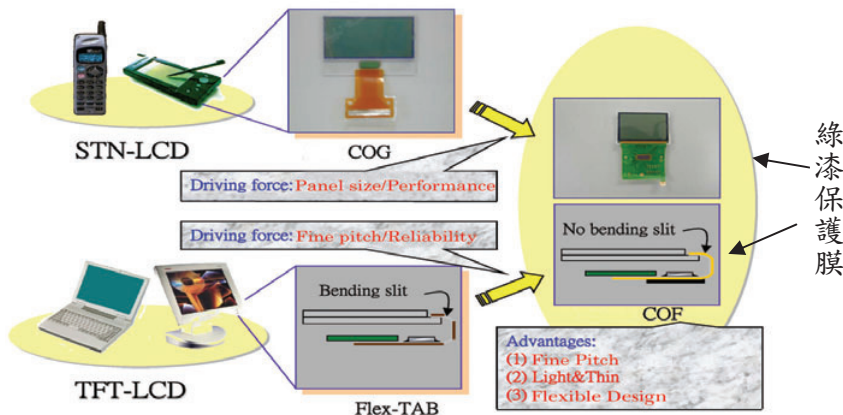 STN-LCD
COG
Driving force: Panel size/Performance
Driving force: Fine pitch/Reliability
Bending slit
TFT-LCD
Flex-TAB
No bending slit
COF
Advantages:
(1) Fine Pitch
(2) Light&Thin
(3) Flexible Design
綠漆保護膜